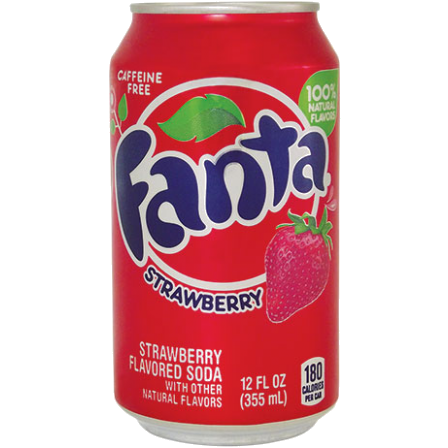 CAFFEINE
FREE
100%
NATURAL
FLAVORS
Fanta
STRAWBERRY
STRAWBERRY
FLAVORED SODA
WITH OTHER
NATURAL FLAVORS
12 FL OZ
(355 mL)
180
CALORIES
PER CAN